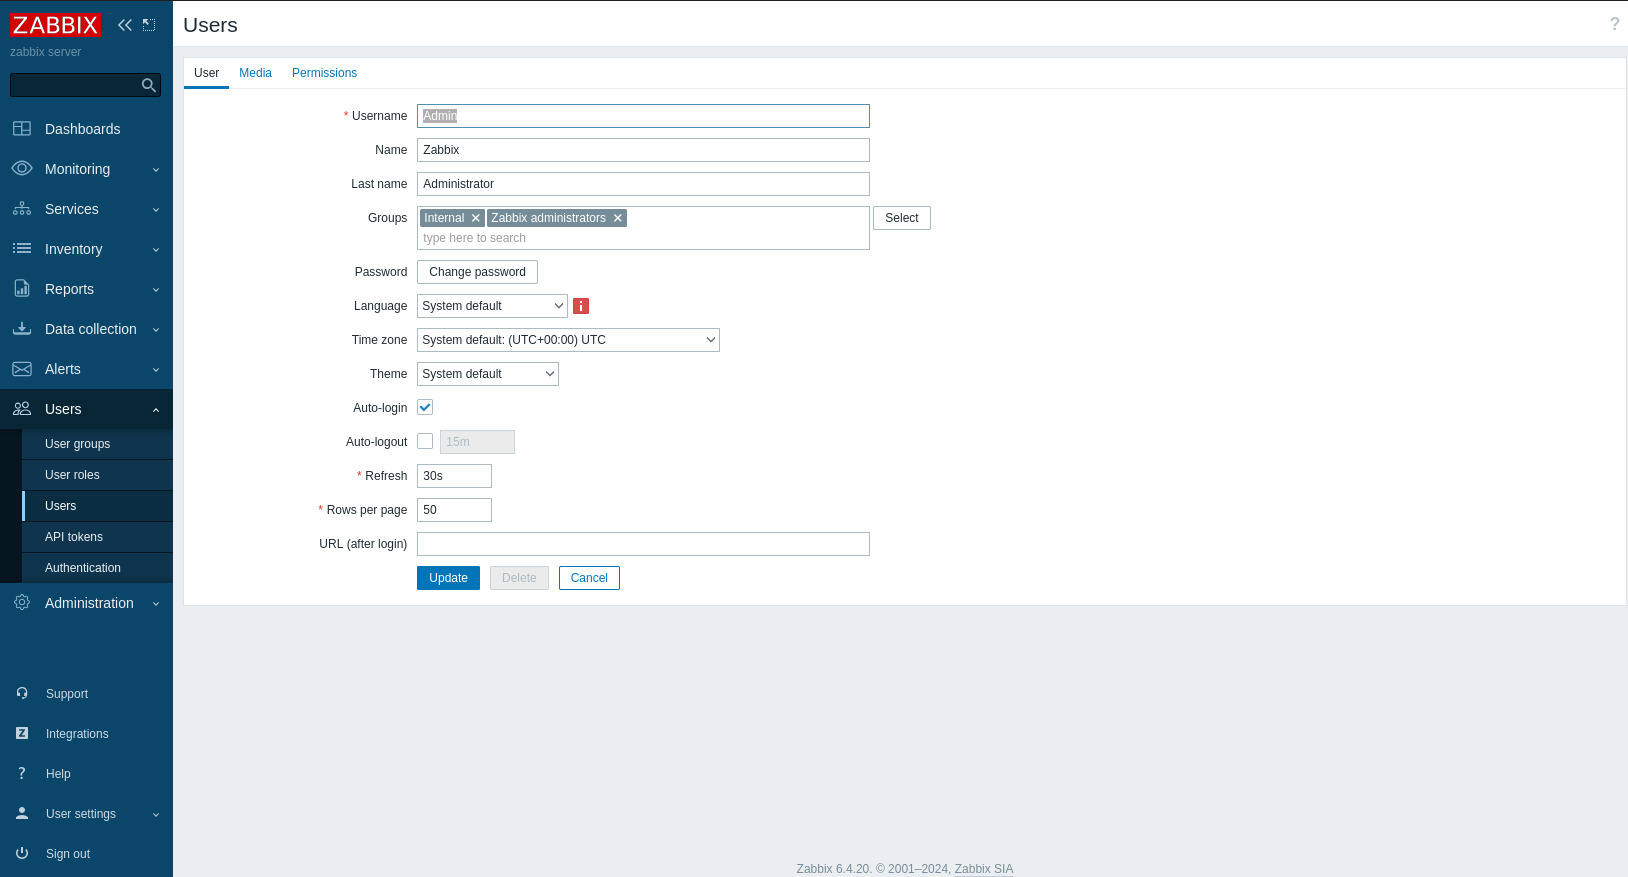 ZABBIX
zabbix server
Dashboards
Monitoring
Services
Inventory
Reports
Data collection
Alerts
Users
User groups
User roles
Users
API tokens
Authentication
Administration
Support
Integrations
Help
User settings
Sign out
Users
?
User Media Permissions
* Username Admin
Name Zabbix
Last name Administrator
Groups Internal Zabbix administrators Select
type here to search
Password Change password
Language System default
Time zone System default: (UTC+00:00) UTC
Theme System default
Auto-login
Auto-logout 15m
* Refresh 30s
* Rows per page 50
URL (after login)
Update Delete Cancel
Zabbix 6.4.20. © 2001–2024, Zabbix SIA